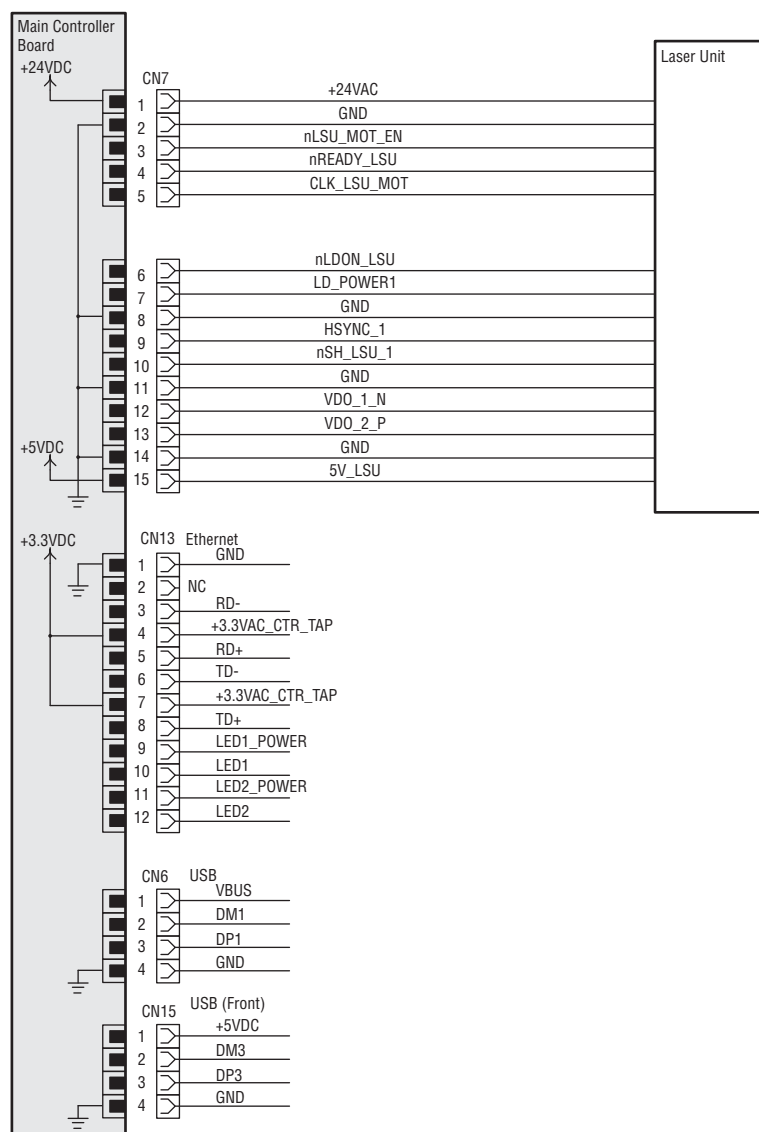 Main Controller
Board
+24VDC
CN7
Laser Unit
1 +24VAC
2 GND
3 nLSU_MOT_EN
4 nREADY_LSU
5 CLK_LSU_MOT
6 nLDON_LSU
7 LD_POWER1
8 GND
9 HSYNC_1
10 nSH_LSU_1
11 GND
12 VDO_1_N
13 VDO_2_P
+5VDC
14 GND
15 5V_LSU
+3.3VDC
CN13 Ethernet
1 GND
2 NC
3 RD-
4 +3.3VAC_CTR_TAP
5 RD+
6 TD-
7 +3.3VAC_CTR_TAP
8 TD+
9 LED1_POWER
10 LED1
11 LED2_POWER
12 LED2
CN6 USB
1 VBUS
2 DM1
3 DP1
4 GND
CN15 USB (Front)
1 +5VDC
2 DM3
3 DP3
4 GND